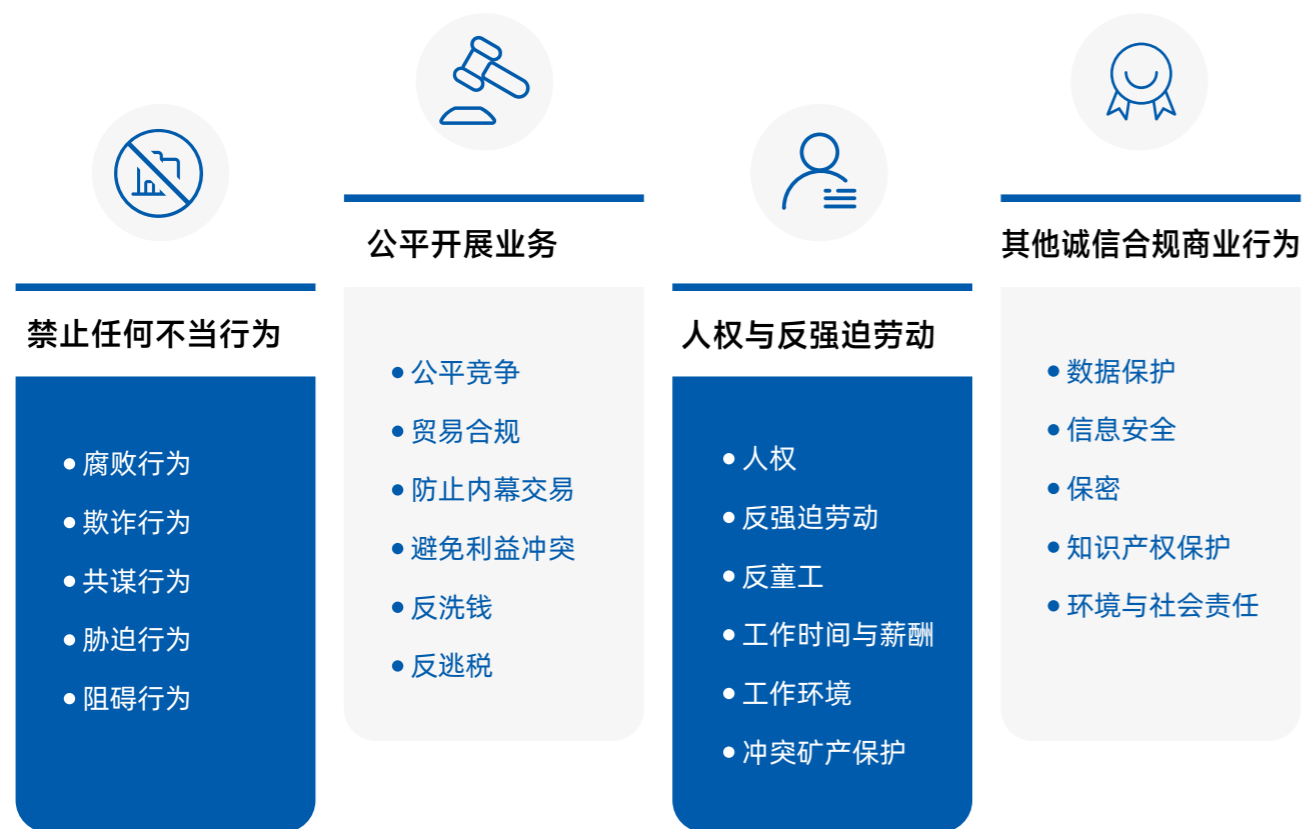 禁止任何不当行为
腐败行为
欺诈行为
共谋行为
胁迫行为
阻碍行为
公平开展业务
公平竞争
贸易合规
防止内幕交易
避免利益冲突
反洗钱
反逃税
人权与反强迫劳动
人权
反强迫劳动
反童工
工作时间与薪酬
工作环境
冲突矿产保护
其他诚信合规商业行为
数据保护
信息安全
保密
知识产权保护
环境与社会责任